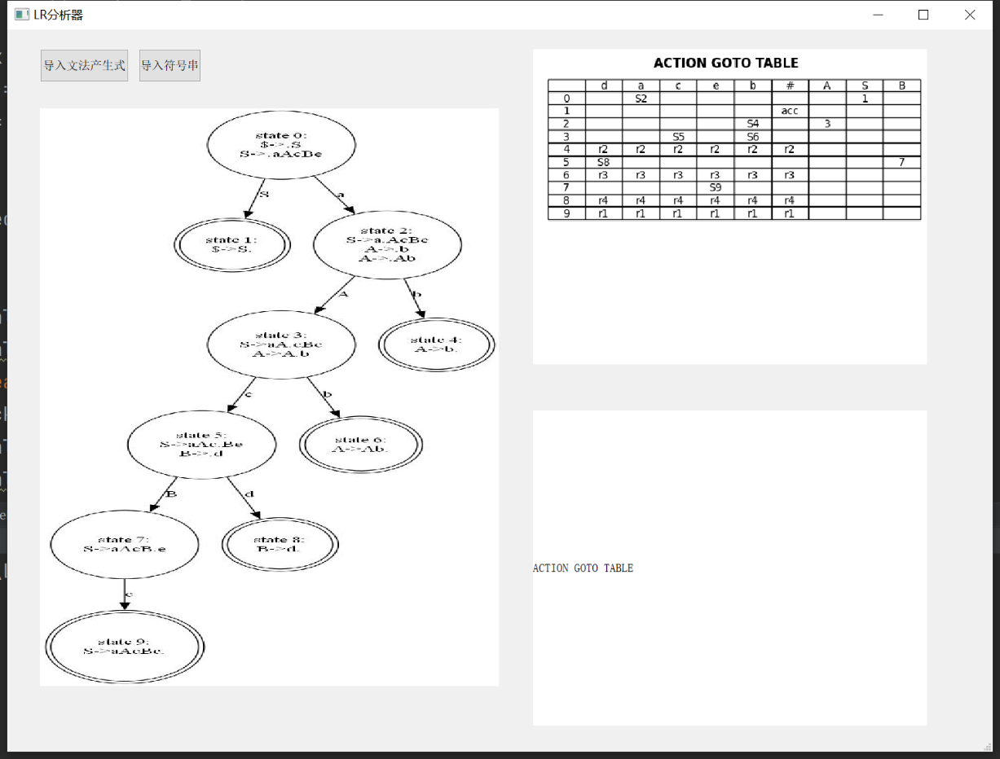 LR分析器
导入文法产生式
导入符号串
state 0:
$->.S
S->.aAcBe
S
a
state 1:
$->S.
state 2:
S->a.AcBe
A->.b
A->.Ab
A
b
state 3:
S->aA.cBe
A->A.b
state 4:
A->b.
c
b
state 5:
S->aAc.Be
B->.d
state 6:
A->Ab.
B
d
state 7:
S->aAcB.e
state 8:
B->d.
e
state 9:
S->aAcBe.
ACTION GOTO TABLE
d a c e b # A S B
0 S2 1
1 acc
2 S4 3
3 S5 S6
4 r2 r2 r2 r2 r2 r2
5 S8 7
6 r3 r3 r3 r3 r3 r3
7 S9
8 r4 r4 r4 r4 r4 r4
9 r1 r1 r1 r1 r1 r1
ACTION GOTO TABLE